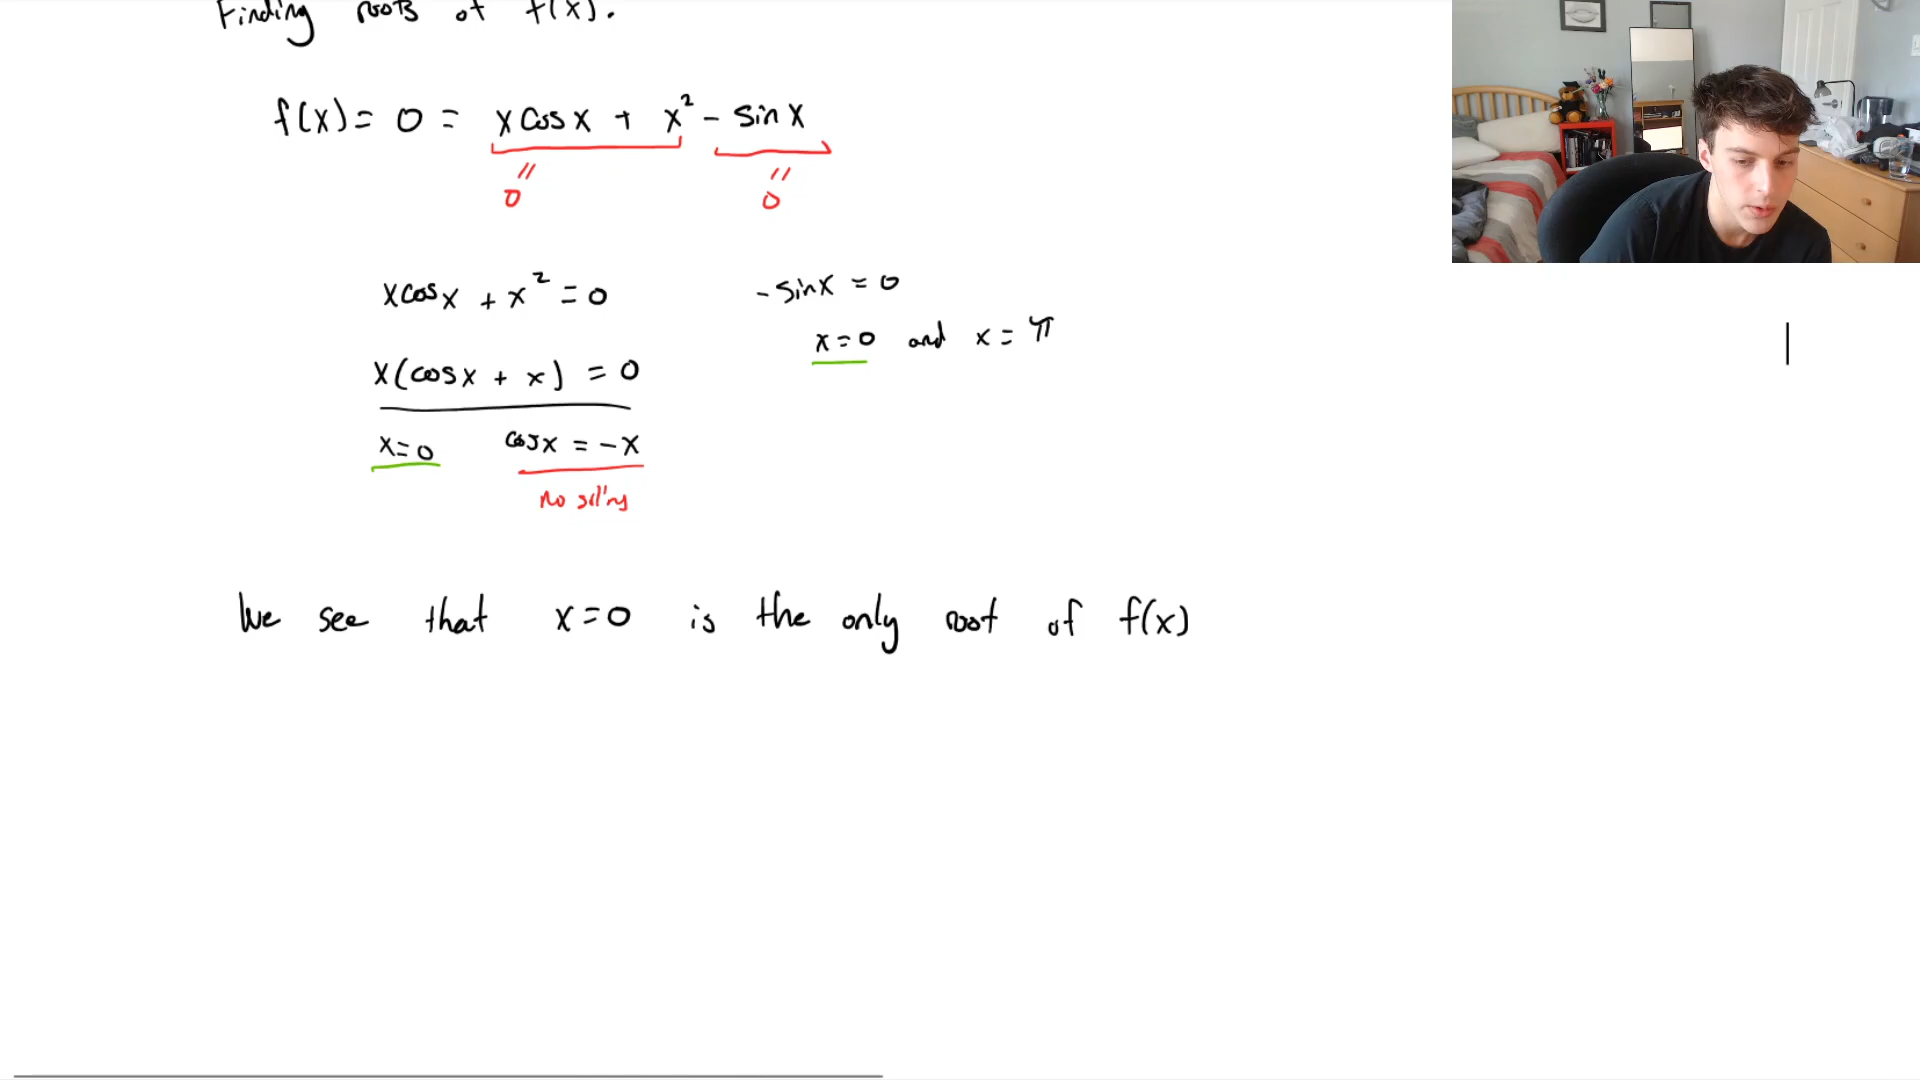 Finding roots of f(x).
f(x) = 0 = x cos x + x² - sin x
" "
0 0
x cos x + x² = 0 - sin x = 0
x = 0 and x = π
x(cos x + x) = 0
x = 0 cos x = -x
No
We see that x = 0 is the only root of f(x)